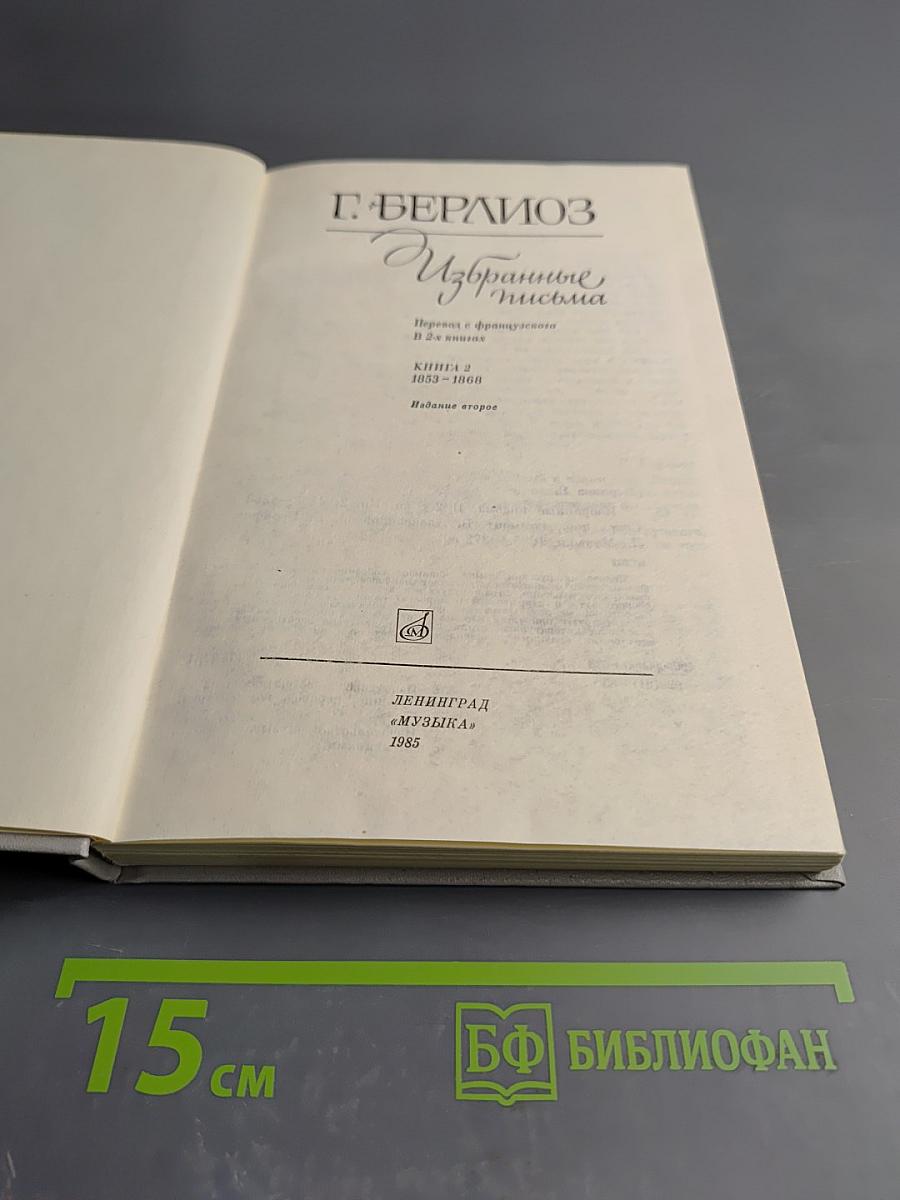 Г. БЕРЛИОЗ
Избранные
письма
Перевод с французского
В 2-х книгах
КНИГА 2
1853–1868
Издание второе
ЛЕНИНГРАД
«МУЗЫКА»
1985
15 см
БФ БИБЛИОФАН